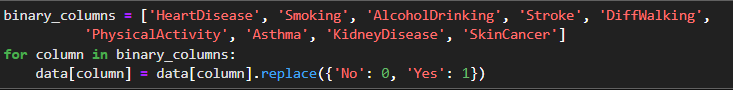 binary_columns = ['HeartDisease', 'Smoking', 'AlcoholDrinking', 'Stroke', 'DiffWalking',
'PhysicalActivity', 'Asthma', 'KidneyDisease', 'SkinCancer']
for column in binary_columns:
data[column] = data[column].replace({'No': 0, 'Yes': 1})